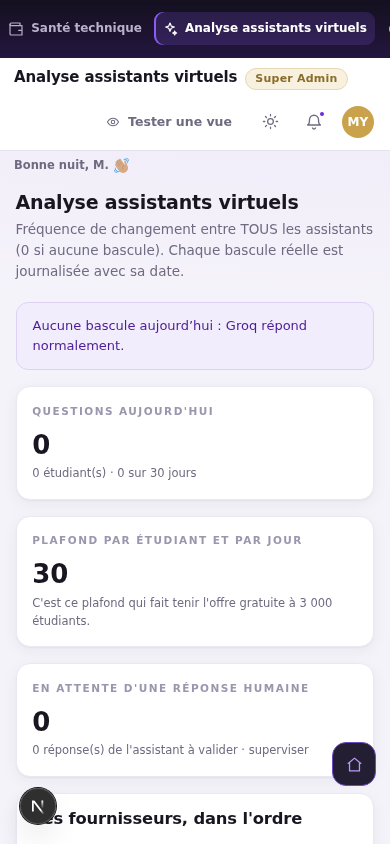 Santé technique
Analyse assistants virtuels
Analyse assistants virtuels
Super Admin
Tester une vue
MY
Bonne nuit, M. 👋🏽
Analyse assistants virtuels
Fréquence de changement entre TOUS les assistants
(0 si aucune bascule). Chaque bascule réelle est
journalisée avec sa date.
Aucune bascule aujourd’hui : Groq répond
normalement.
QUESTIONS AUJOURD'HUI
0
0 étudiant(s) · 0 sur 30 jours
PLAFOND PAR ÉTUDIANT ET PAR JOUR
30
C'est ce plafond qui fait tenir l'offre gratuite à 3 000
étudiants.
EN ATTENTE D'UNE RÉPONSE HUMAINE
0
0 réponse(s) de l'assistant à valider · superviser
N
fournisseurs, dans l'ordre